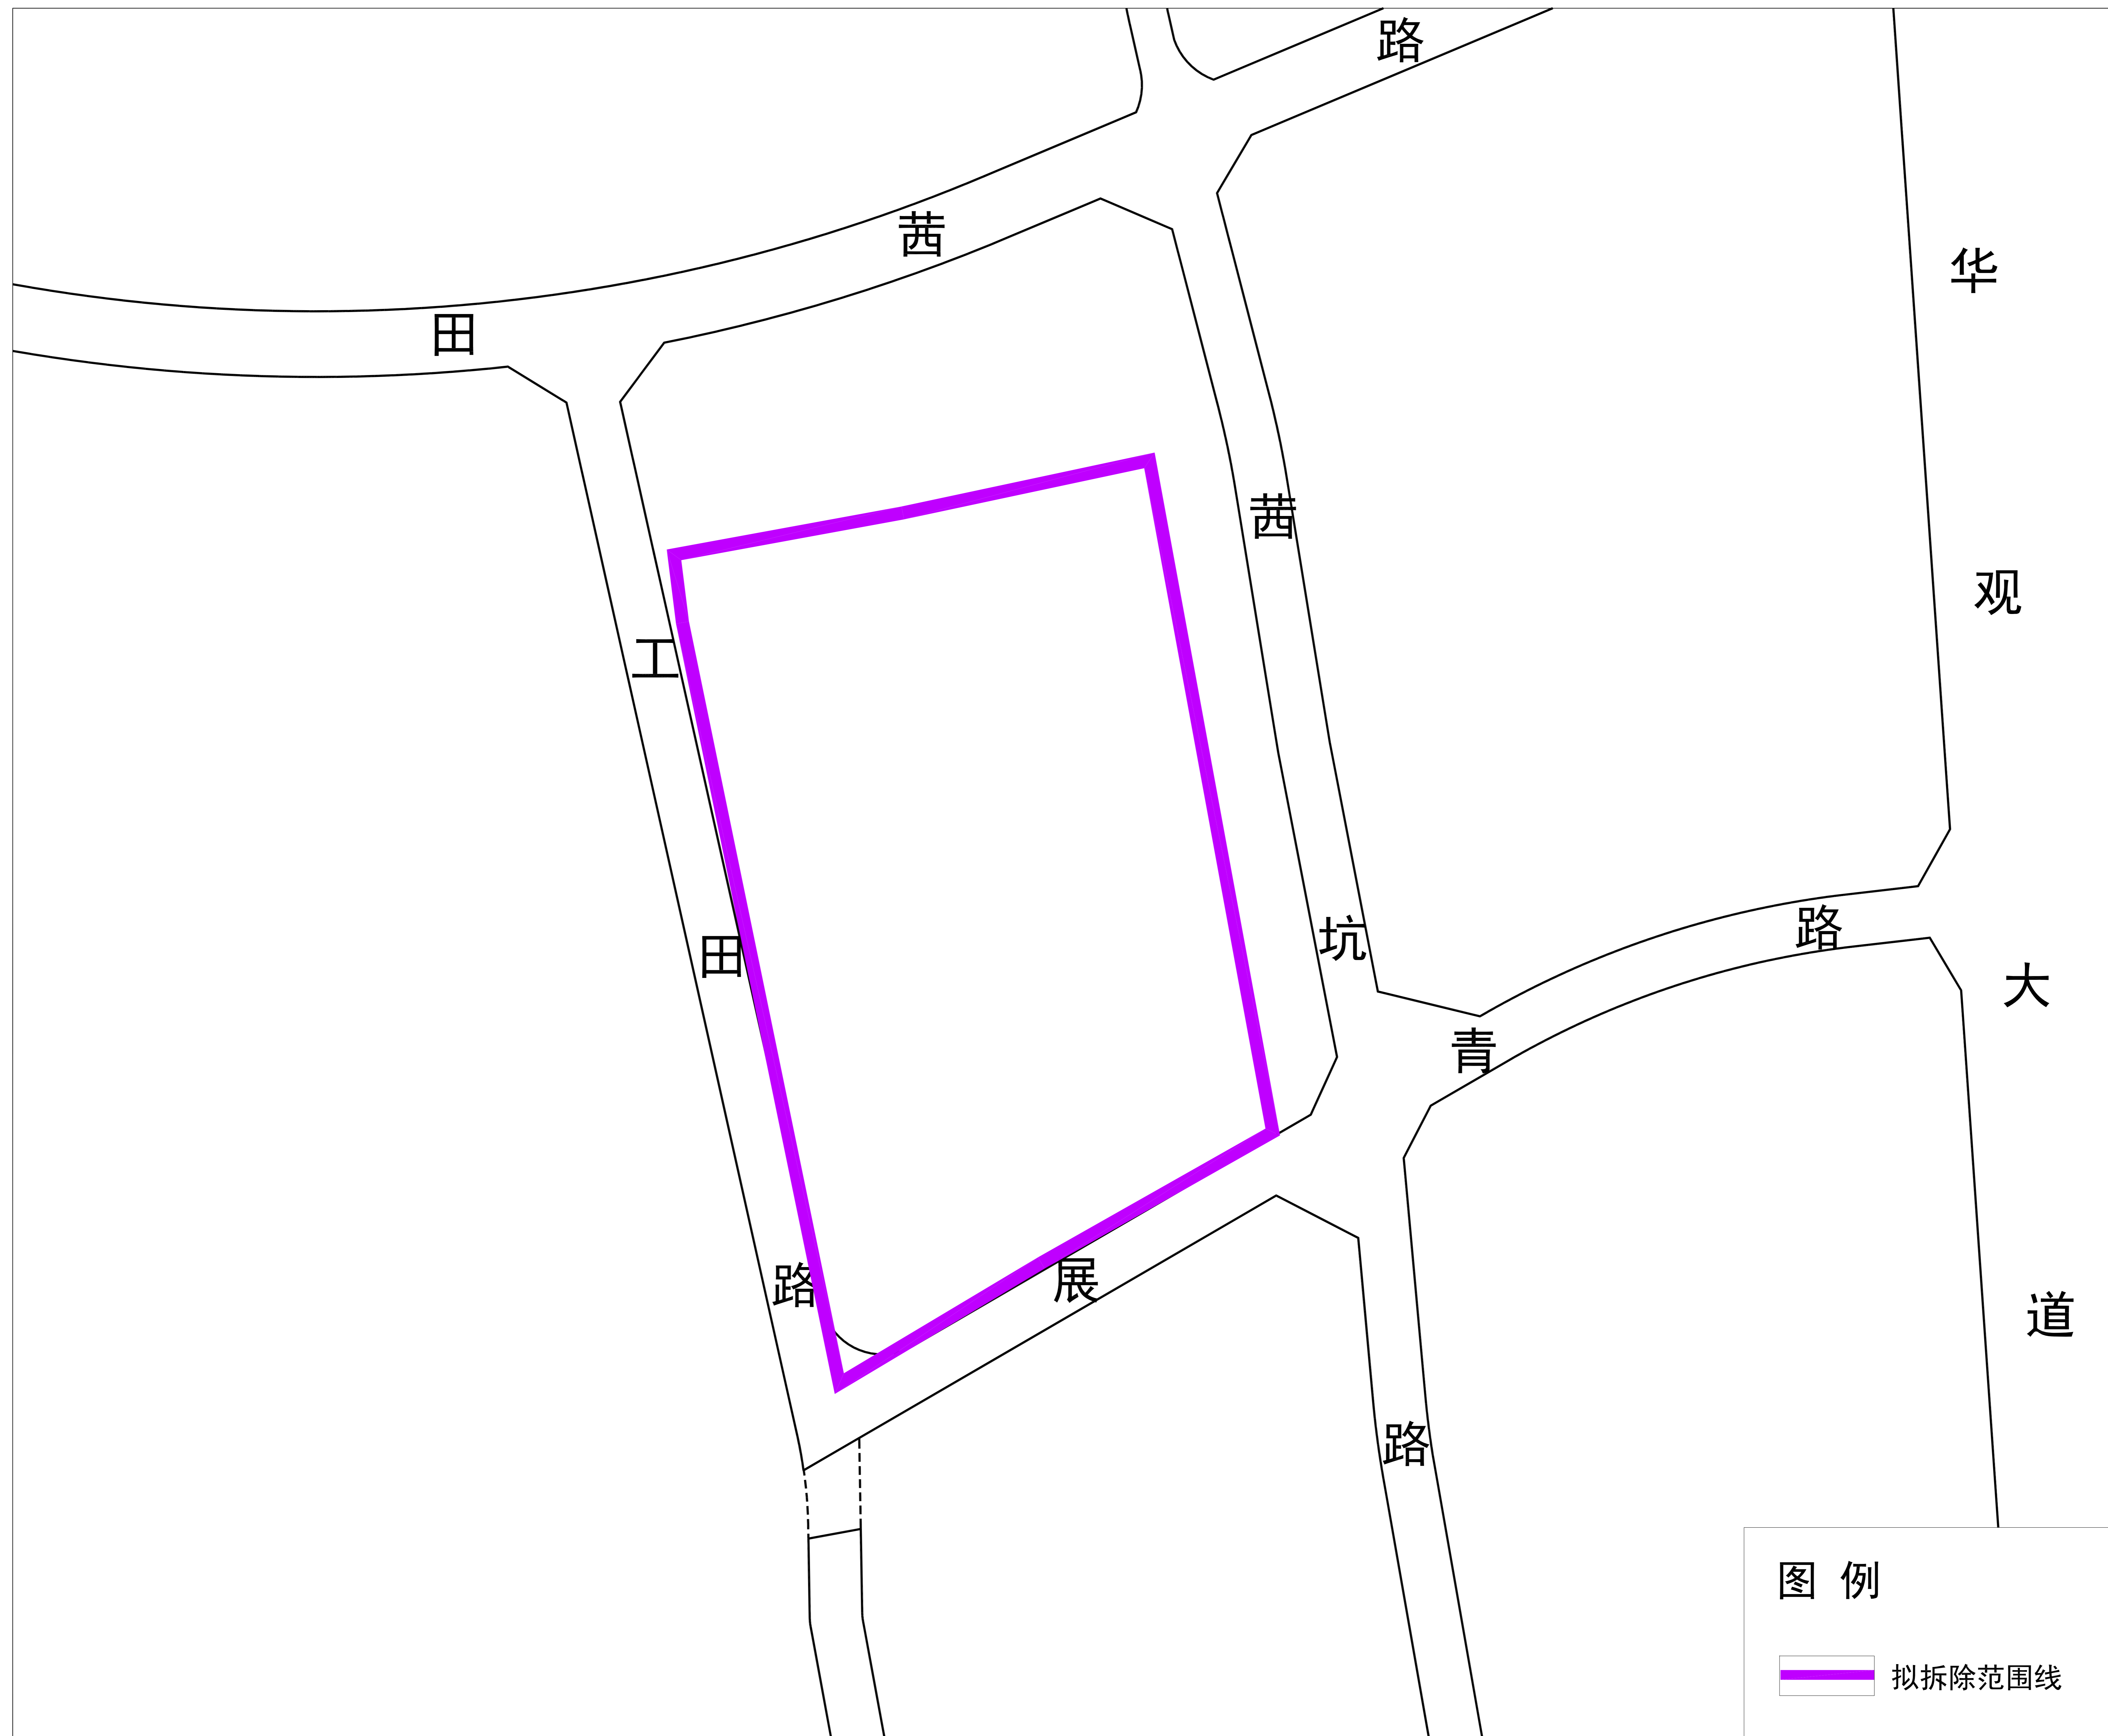 田茜路
工田路
茜坑路
展青路
华观大道
图例
拟拆除范围线